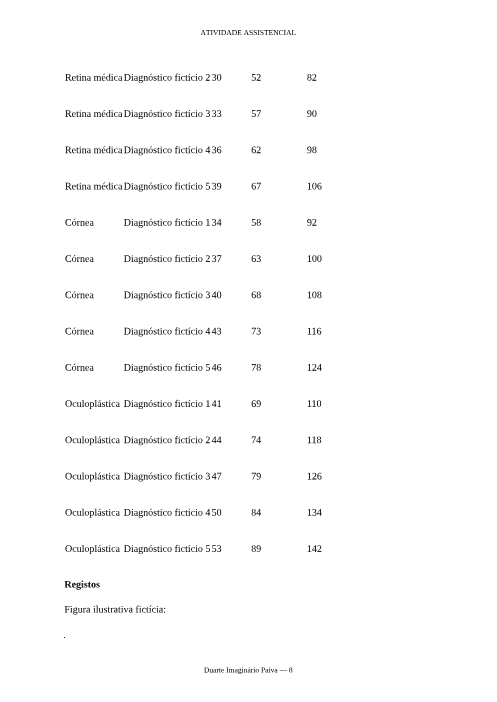 ATIVIDADE ASSISTENCIAL
Retina médica Diagnóstico fictício 2 30 52 82
Retina médica Diagnóstico fictício 3 33 57 90
Retina médica Diagnóstico fictício 4 36 62 98
Retina médica Diagnóstico fictício 5 39 67 106
Córnea Diagnóstico fictício 1 34 58 92
Córnea Diagnóstico fictício 2 37 63 100
Córnea Diagnóstico fictício 3 40 68 108
Córnea Diagnóstico fictício 4 43 73 116
Córnea Diagnóstico fictício 5 46 78 124
Oculoplástica Diagnóstico fictício 1 41 69 110
Oculoplástica Diagnóstico fictício 2 44 74 118
Oculoplástica Diagnóstico fictício 3 47 79 126
Oculoplástica Diagnóstico fictício 4 50 84 134
Oculoplástica Diagnóstico fictício 5 53 89 142
Registos
Figura ilustrativa fictícia:
.
Duarte Imaginário Paiva — 8